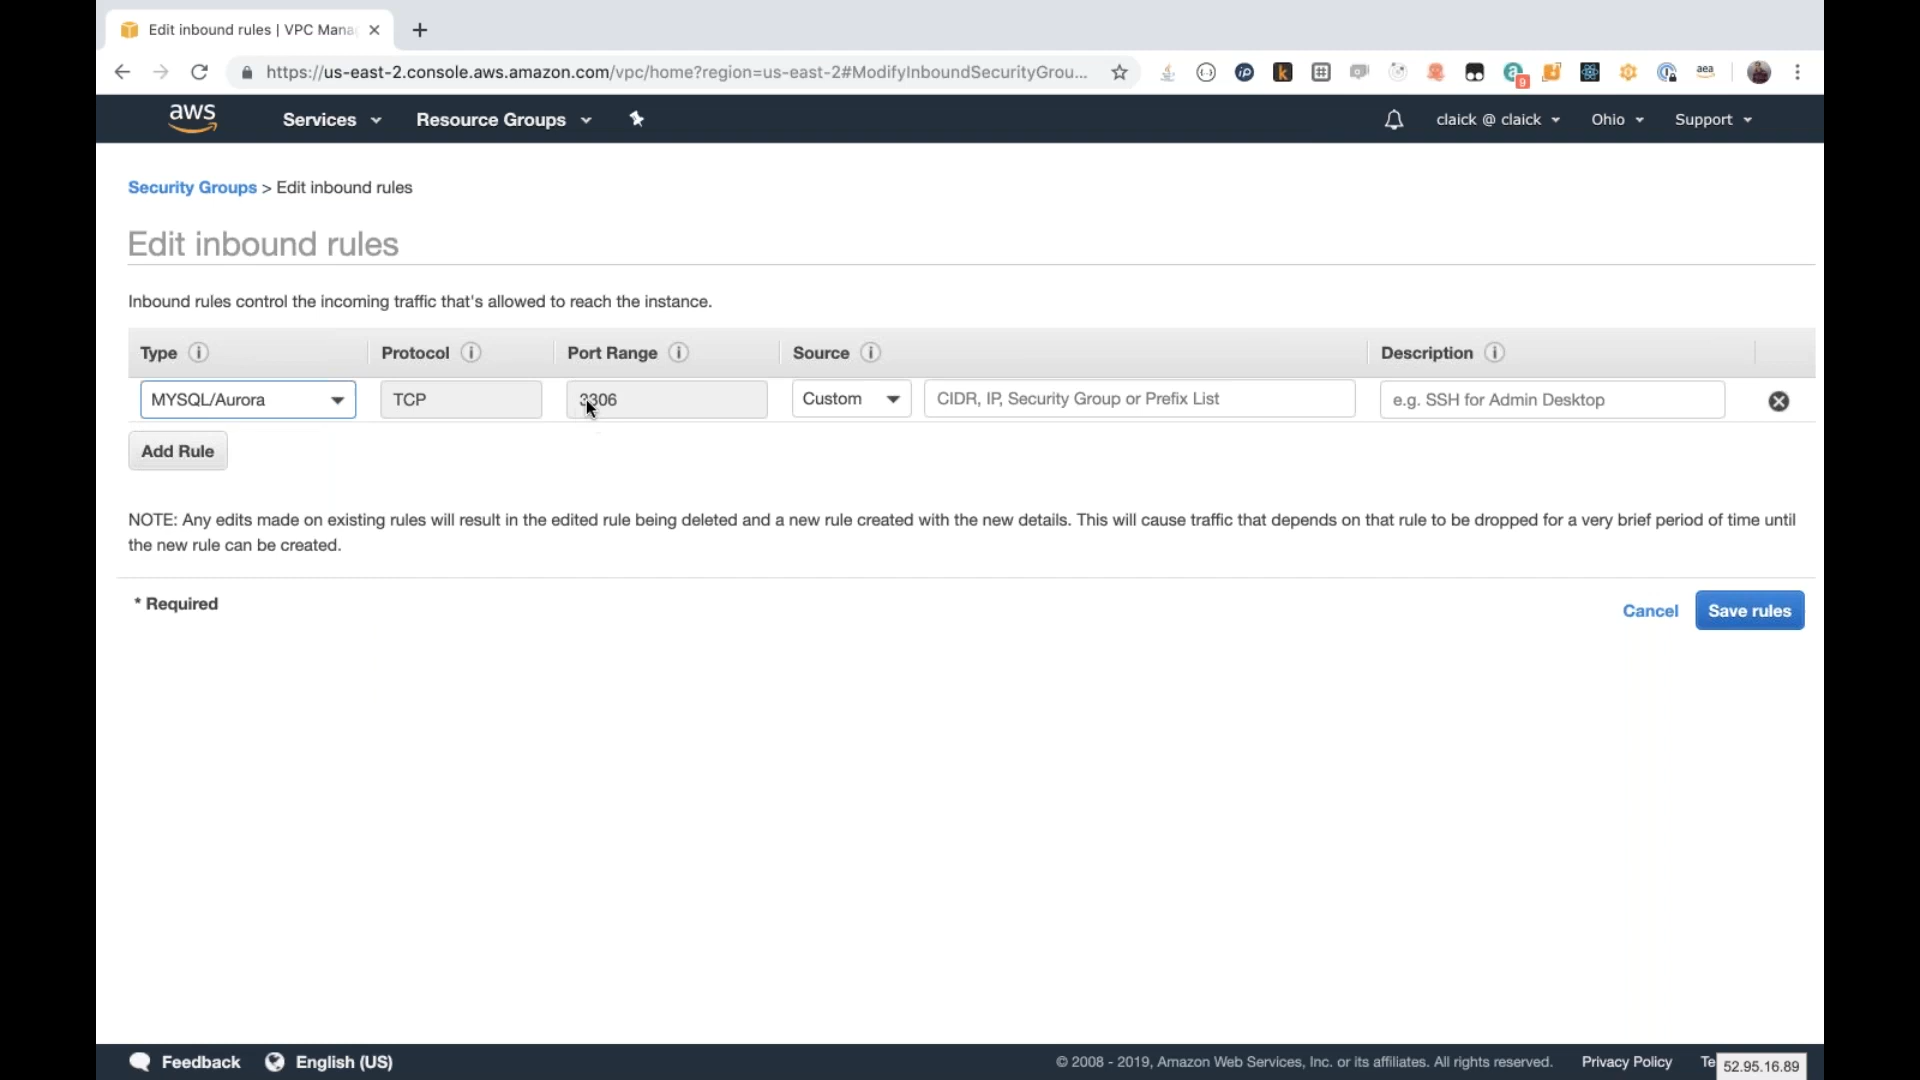 Edit inbound rules | VPC Mana
https://us-east-2.console.aws.amazon.com/vpc/home?region=us-east-2#ModifyInboundSecurityGrou...
9
aea
aws
Services
Resource Groups
claick @ claick
Ohio
Support
Security Groups > Edit inbound rules
Edit inbound rules
Inbound rules control the incoming traffic that's allowed to reach the instance.
Type
Protocol
Port Range
Source
Description
MYSQL/Aurora
TCP
3306
Custom
CIDR, IP, Security Group or Prefix List
e.g. SSH for Admin Desktop
Add Rule
NOTE: Any edits made on existing rules will result in the edited rule being deleted and a new rule created with the new details. This will cause traffic that depends on that rule to be dropped for a very brief period of time until
the new rule can be created.
* Required
Cancel
Save rules
Feedback
English (US)
© 2008 - 2019, Amazon Web Services, Inc. or its affiliates. All rights reserved.
Privacy Policy
Te
52.95.16.89